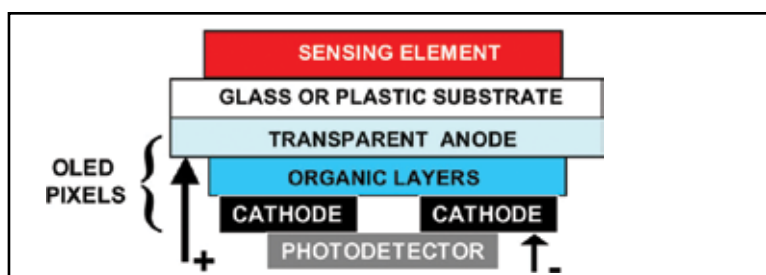 SENSING ELEMENT
GLASS OR PLASTIC SUBSTRATE
TRANSPARENT ANODE
OLED
PIXELS
ORGANIC LAYERS
CATHODE CATHODE
PHOTODETECTOR
+ -